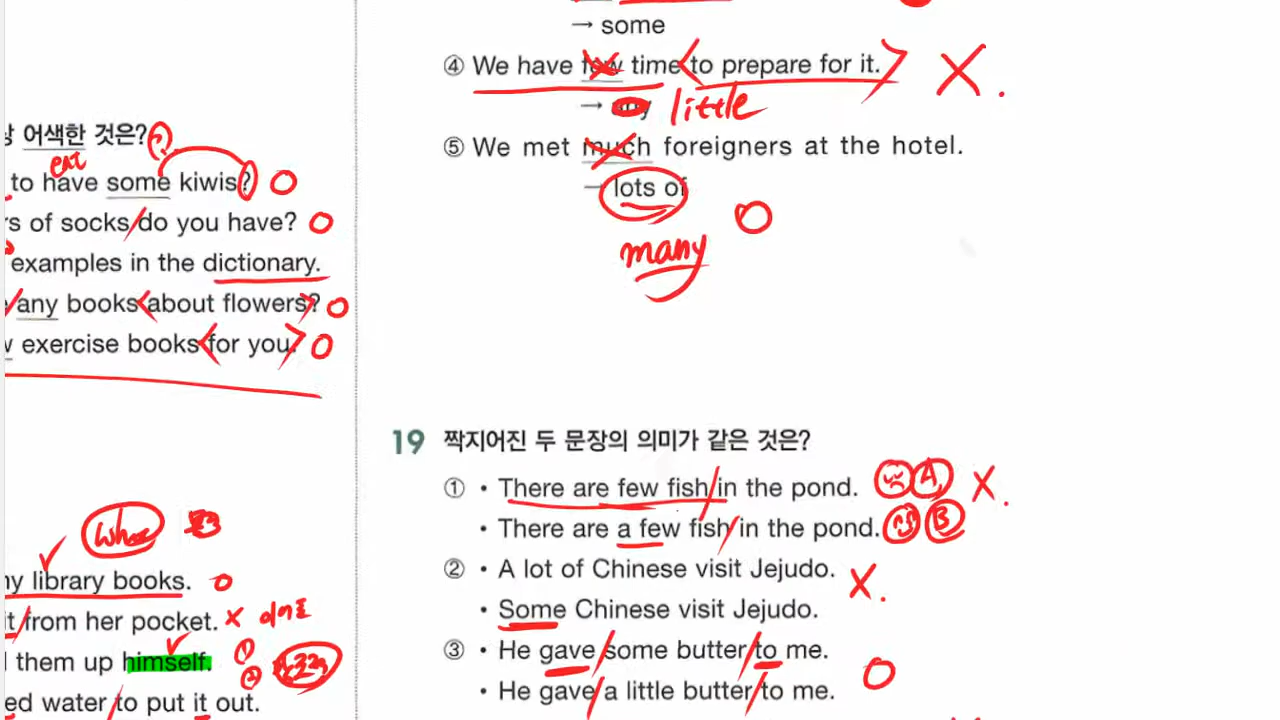 상 어색한 것은?
eat
to have some kiwis?
rs of socks do you have?
examples in the dictionary.
any books about flowers?
w exercise books for you.
ny library books.
it from her pocket.
them up himself.
ed water to put it out.
→ some
④ We have few time to prepare for it.
→ any little
⑤ We met much foreigners at the hotel.
→ lots of
many
19 짝지어진 두 문장의 의미가 같은 것은?
① • There are few fish in the pond. A
• There are a few fish in the pond. B
② • A lot of Chinese visit Jejudo.
• Some Chinese visit Jejudo.
③ • He gave some butter to me.
• He gave a little butter to me.